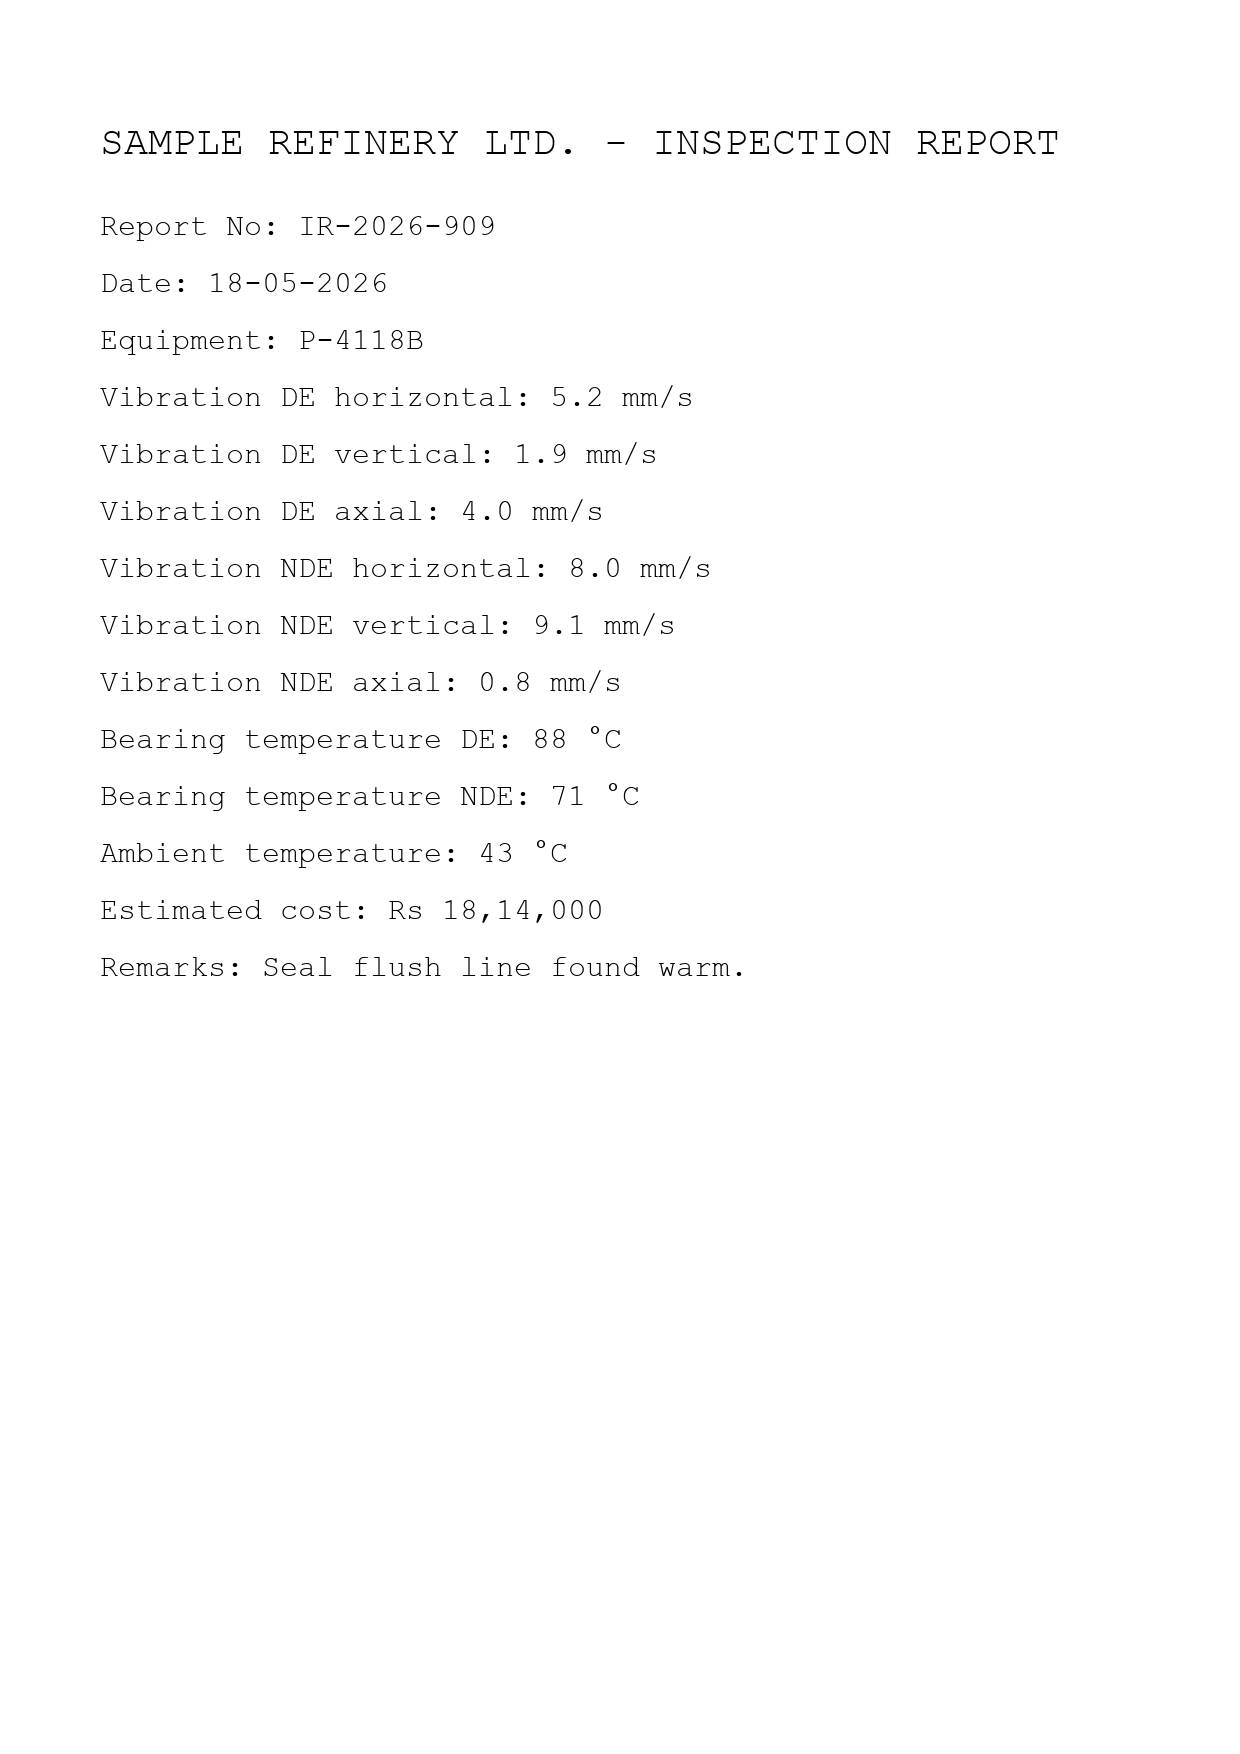 SAMPLE REFINERY LTD. - INSPECTION REPORT
Report No: IR-2026-909
Date: 18-05-2026
Equipment: P-4118B
Vibration DE horizontal: 5.2 mm/s
Vibration DE vertical: 1.9 mm/s
Vibration DE axial: 4.0 mm/s
Vibration NDE horizontal: 8.0 mm/s
Vibration NDE vertical: 9.1 mm/s
Vibration NDE axial: 0.8 mm/s
Bearing temperature DE: 88 °C
Bearing temperature NDE: 71 °C
Ambient temperature: 43 °C
Estimated cost: Rs 18,14,000
Remarks: Seal flush line found warm.